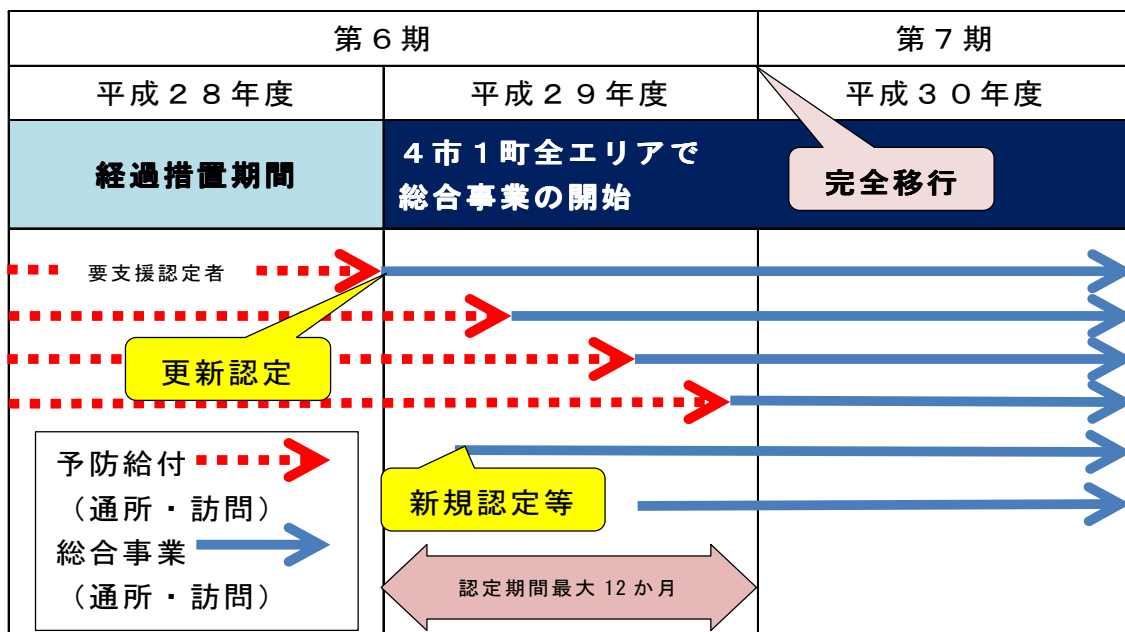 第６期
第７期
平成２８年度
平成２９年度
平成３０年度
経過措置期間
４市１町全エリアで
総合事業の開始
完全移行
要支援認定者
更新認定
予防給付
（通所・訪問）
総合事業
（通所・訪問）
新規認定等
認定期間最大 12 か月